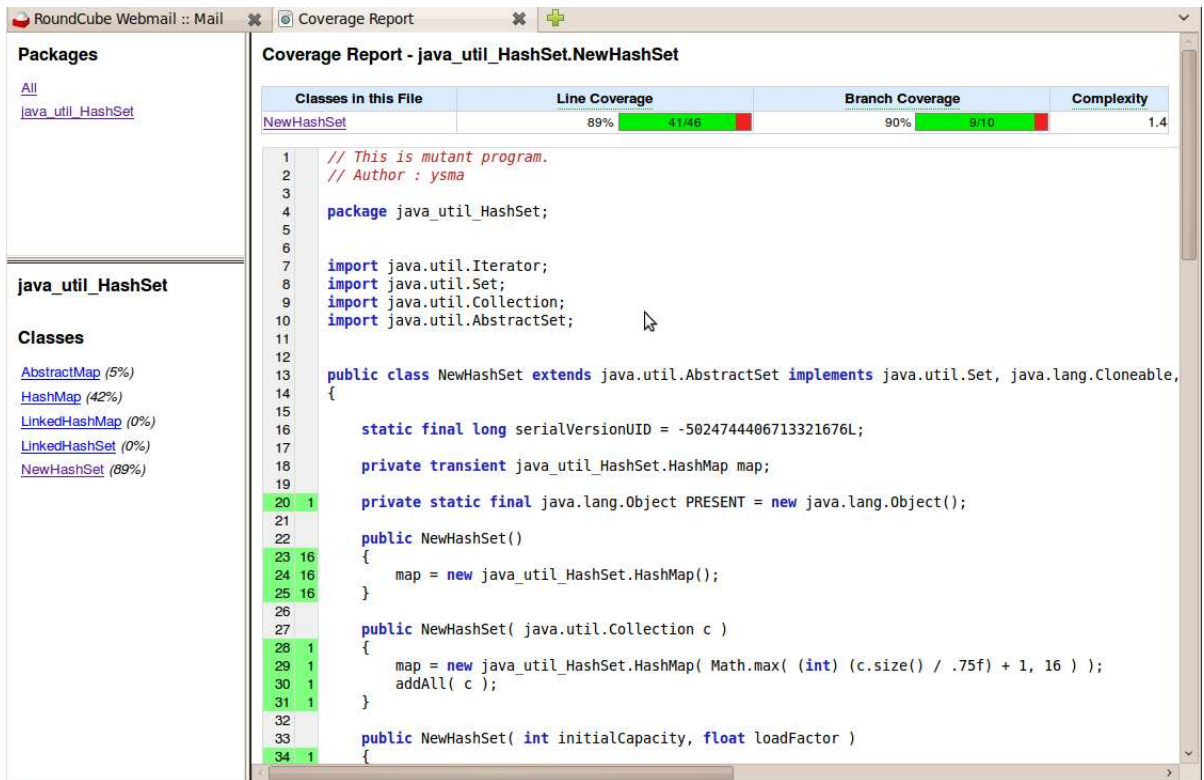 RoundCube Webmail :: Mail
Coverage Report
Packages
All
java_util_HashSet
java_util_HashSet
Classes
AbstractMap (5%)
HashMap (42%)
LinkedHashMap (0%)
LinkedHashSet (0%)
NewHashSet (89%)
Coverage Report - java_util_HashSet.NewHashSet
Classes in this File Line Coverage Branch Coverage Complexity
NewHashSet 89% 41/46 90% 9/10 1.4
1 // This is mutant program.
2 // Author : ysma
3
4 package java_util_HashSet;
5
6
7 import java.util.Iterator;
8 import java.util.Set;
9 import java.util.Collection;
10 import java.util.AbstractSet;
11
12
13 public class NewHashSet extends java.util.AbstractSet implements java.util.Set, java.lang.Cloneable,
14 {
15
16 static final long serialVersionUID = -5024744406713321676L;
17
18 private transient java_util_HashSet.HashMap map;
19
20 1 private static final java.lang.Object PRESENT = new java.lang.Object();
21
22 public NewHashSet()
23 16 {
24 16 map = new java_util_HashSet.HashMap();
25 16 }
26
27 public NewHashSet( java.util.Collection c )
28 1 {
29 1 map = new java_util_HashSet.HashMap( Math.max( (int) (c.size() / .75f) + 1, 16 ) );
30 1 addAll( c );
31 1 }
32
33 public NewHashSet( int initialCapacity, float loadFactor )
34 1 {